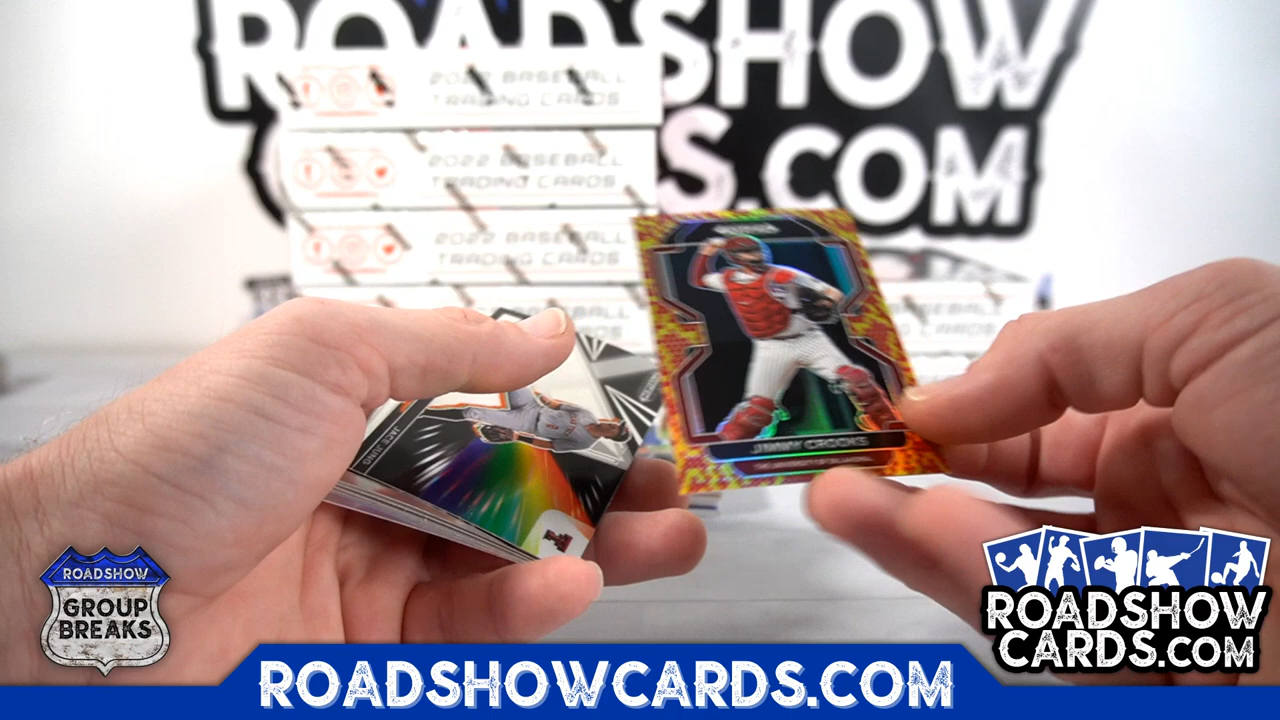 ROADSHOW
CARDS.COM
2022 BASEBALL
TRADING CARDS
2022 BASEBALL
TRADING CARDS
2022 BASEBALL
TRADING CARDS
JIMMY CROOKS
JACE JUNG
ROADSHOW
GROUP
BREAKS
ROADSHOW
CARDS.COM
ROADSHOWCARDS.COM